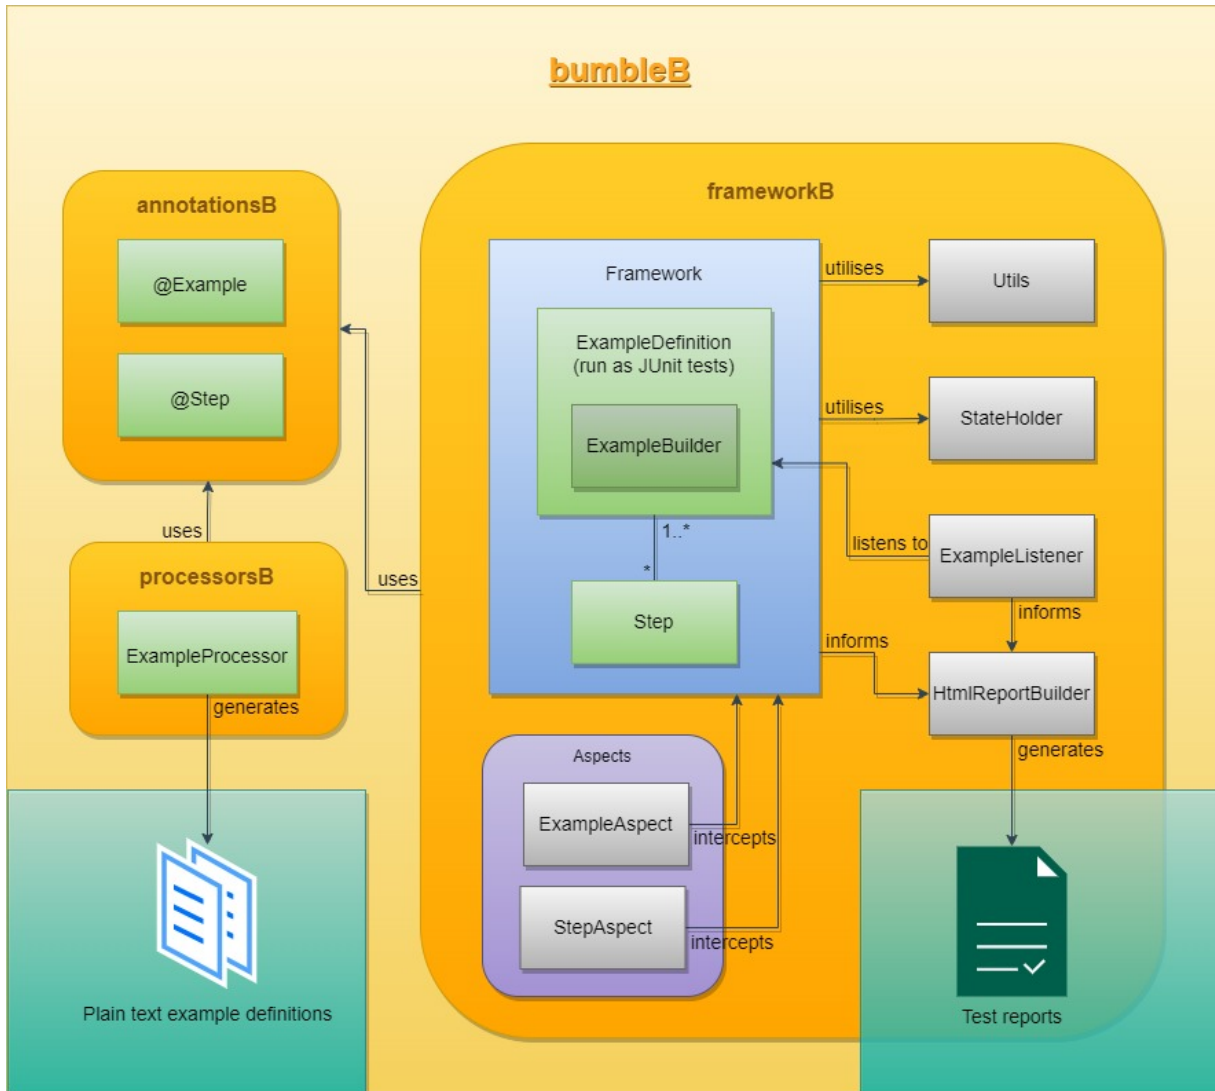 bumbleB
annotationsB
@Example
@Step
uses
processorsB
ExampleProcessor
generates
Plain text example definitions
uses
frameworkB
Framework
ExampleDefinition
(run as JUnit tests)
ExampleBuilder
1..*
*
Step
utilises
Utils
utilises
StateHolder
listens to
ExampleListener
informs
informs
HtmlReportBuilder
generates
Aspects
ExampleAspect
intercepts
StepAspect
intercepts
Test reports